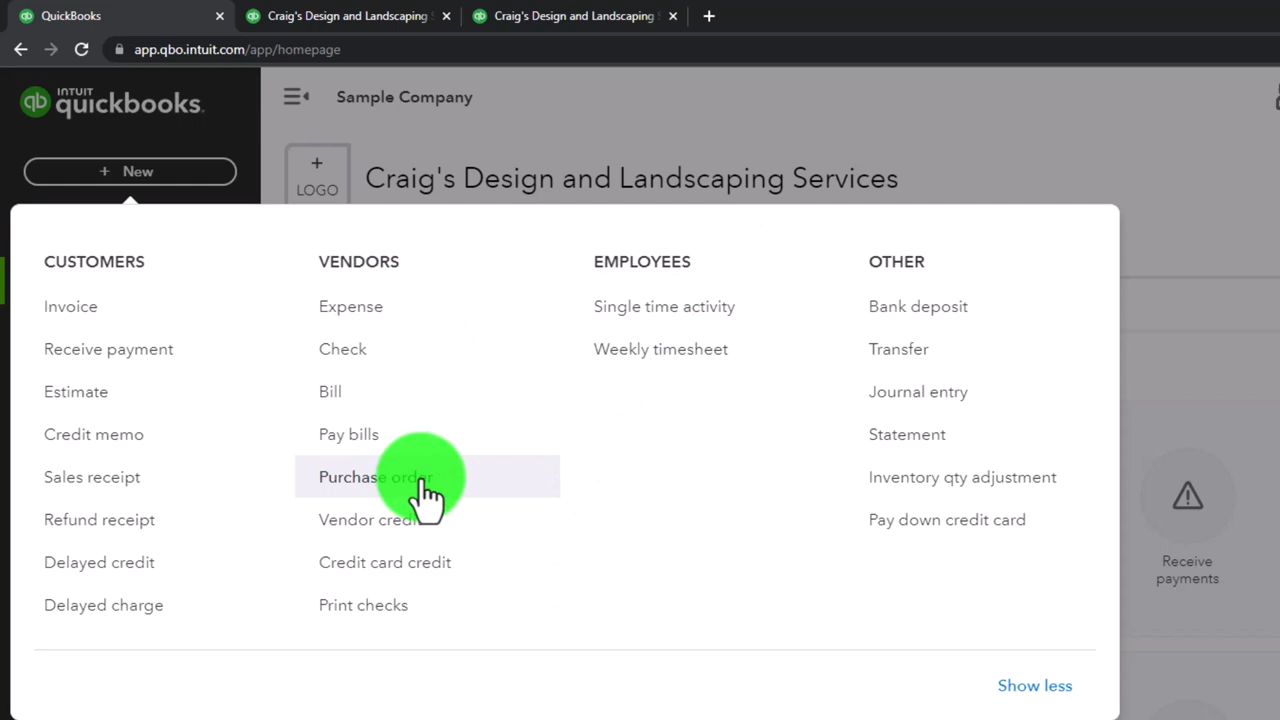 QuickBooks
Craig's Design and Landscaping S
Craig's Design and Landscaping S
app.qbo.intuit.com/app/homepage
INTUIT
quickbooks.
Sample Company
+ New
+
LOGO
Craig's Design and Landscaping Services
CUSTOMERS
Invoice
Receive payment
Estimate
Credit memo
Sales receipt
Refund receipt
Delayed credit
Delayed charge
VENDORS
Expense
Check
Bill
Pay bills
Purchase order
Vendor credit
Credit card credit
Print checks
EMPLOYEES
Single time activity
Weekly timesheet
OTHER
Bank deposit
Transfer
Journal entry
Statement
Inventory qty adjustment
Pay down credit card
Show less
Receive
payments